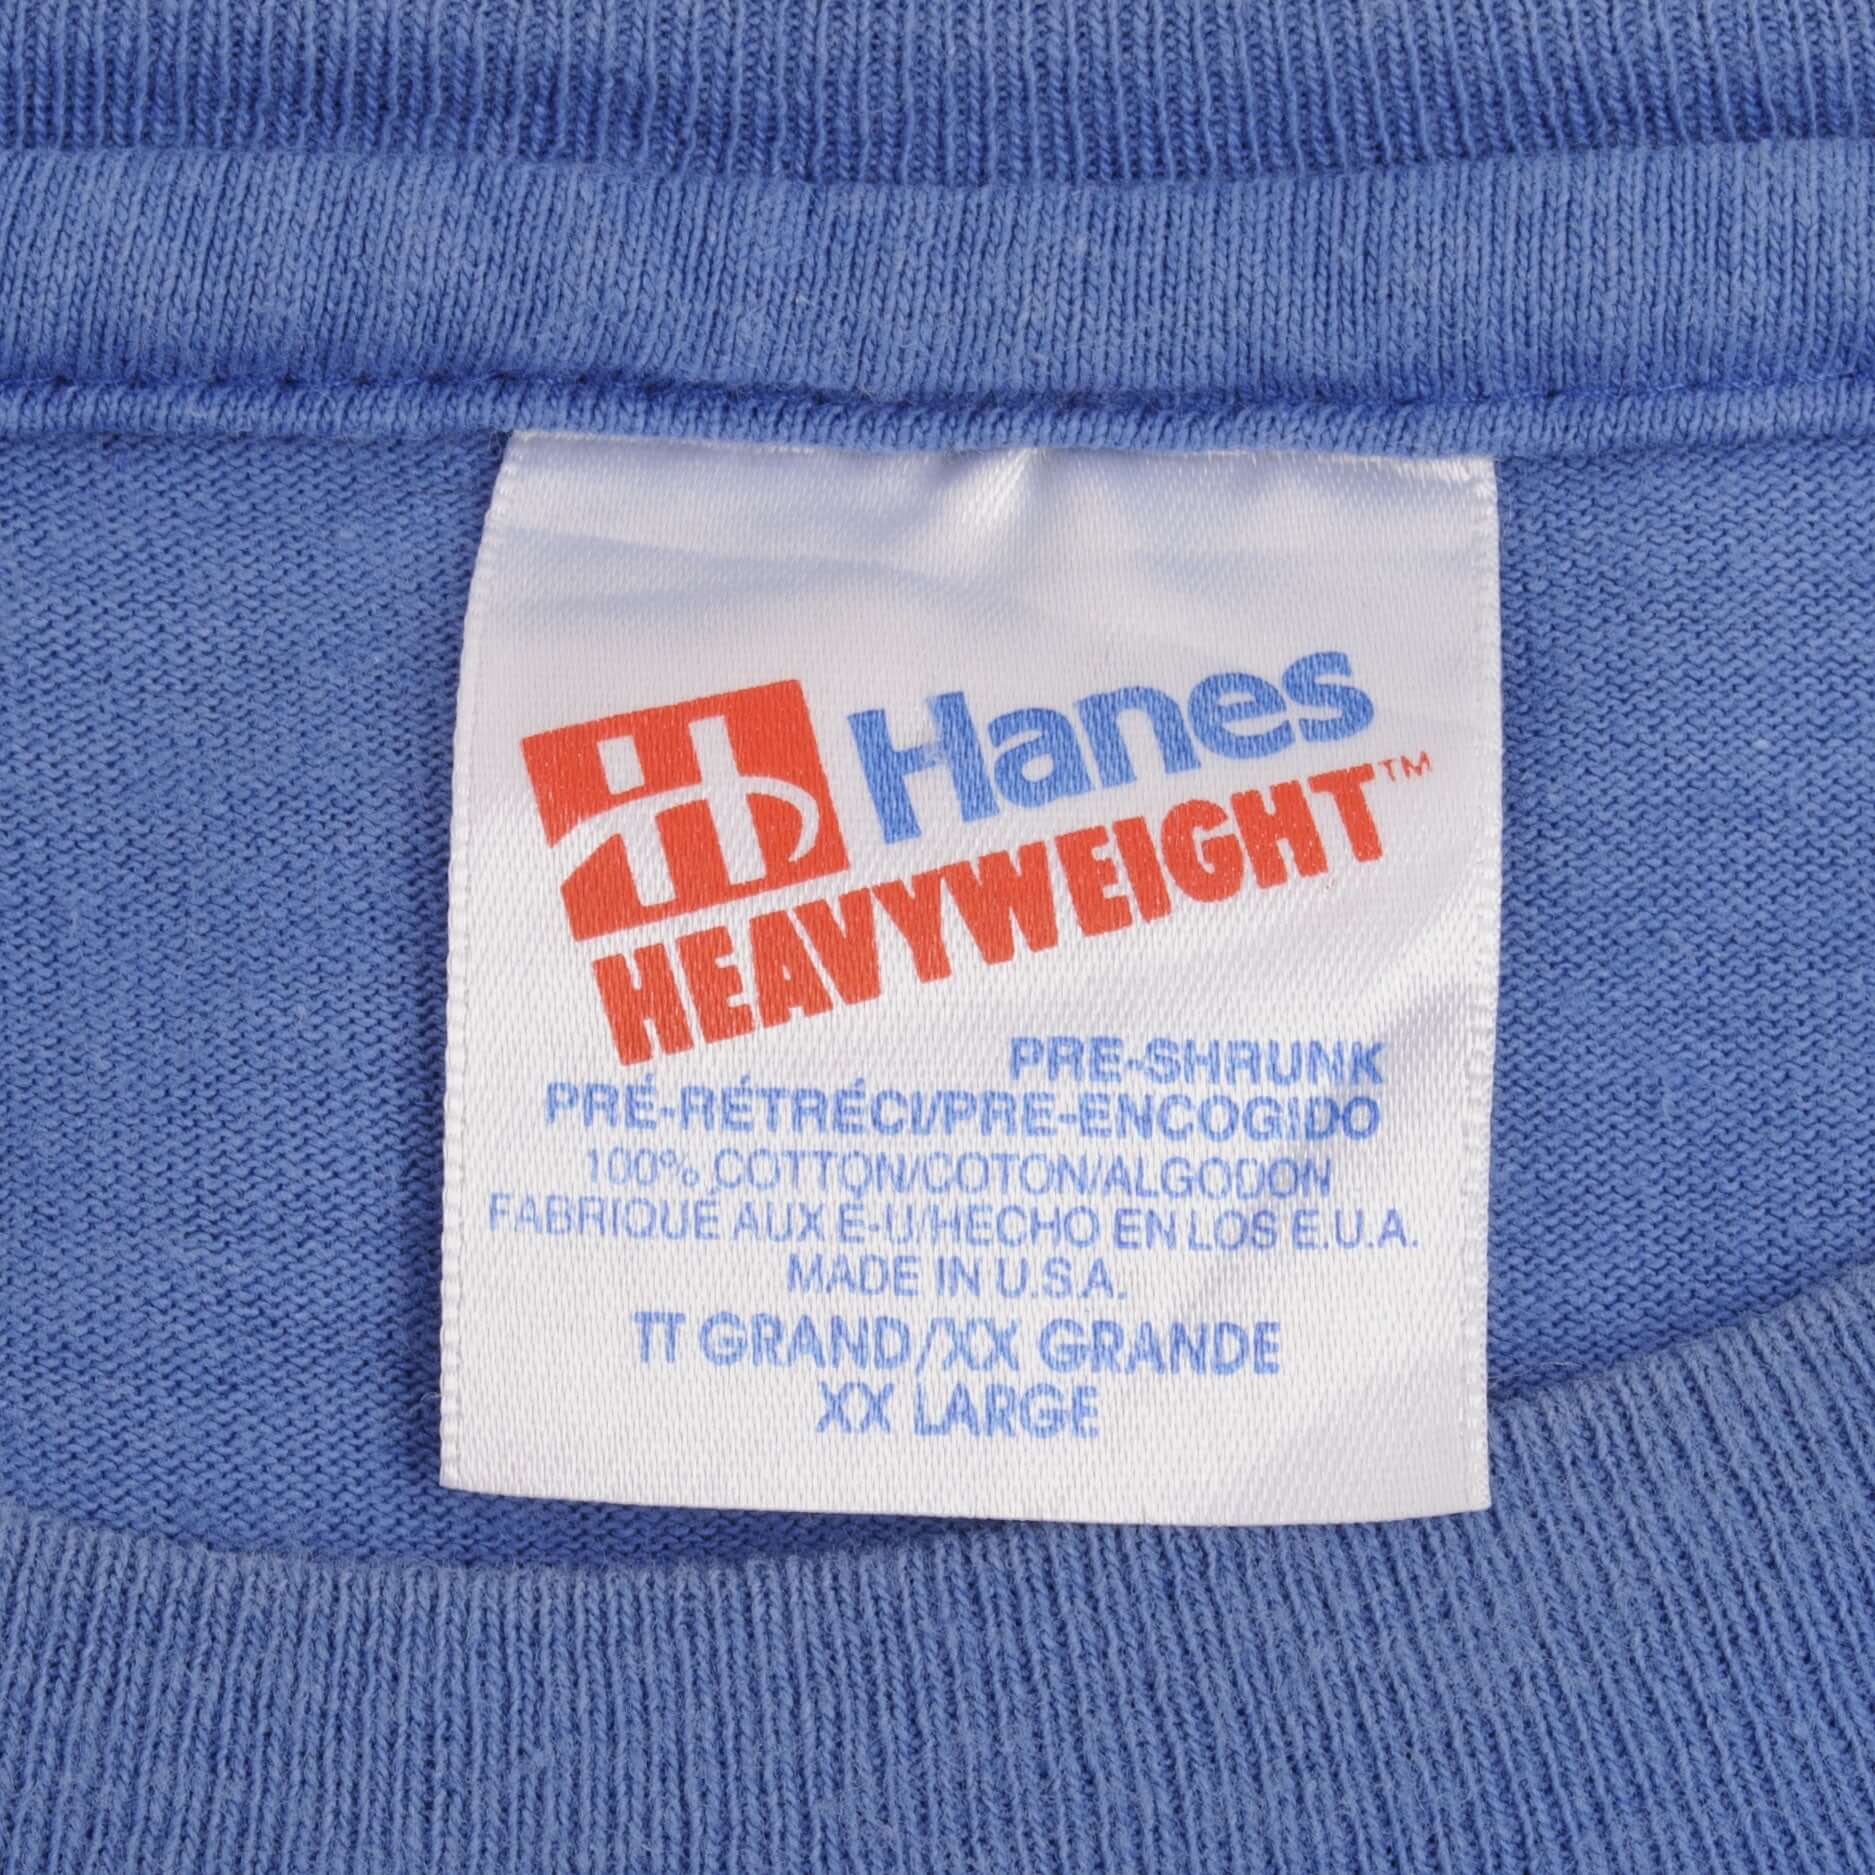 Hanes
HEAVYWEIGHT™
PRE-SHRUNK
PRÉ-RÉTRÉCI/PRE-ENCOGIDO
100% COTTON/COTON/ALGODON
FABRIQUÉ AUX É-U/HECHO EN LOS E.U.A.
MADE IN U.S.A.
TT GRAND/XX GRANDE
XX LARGE